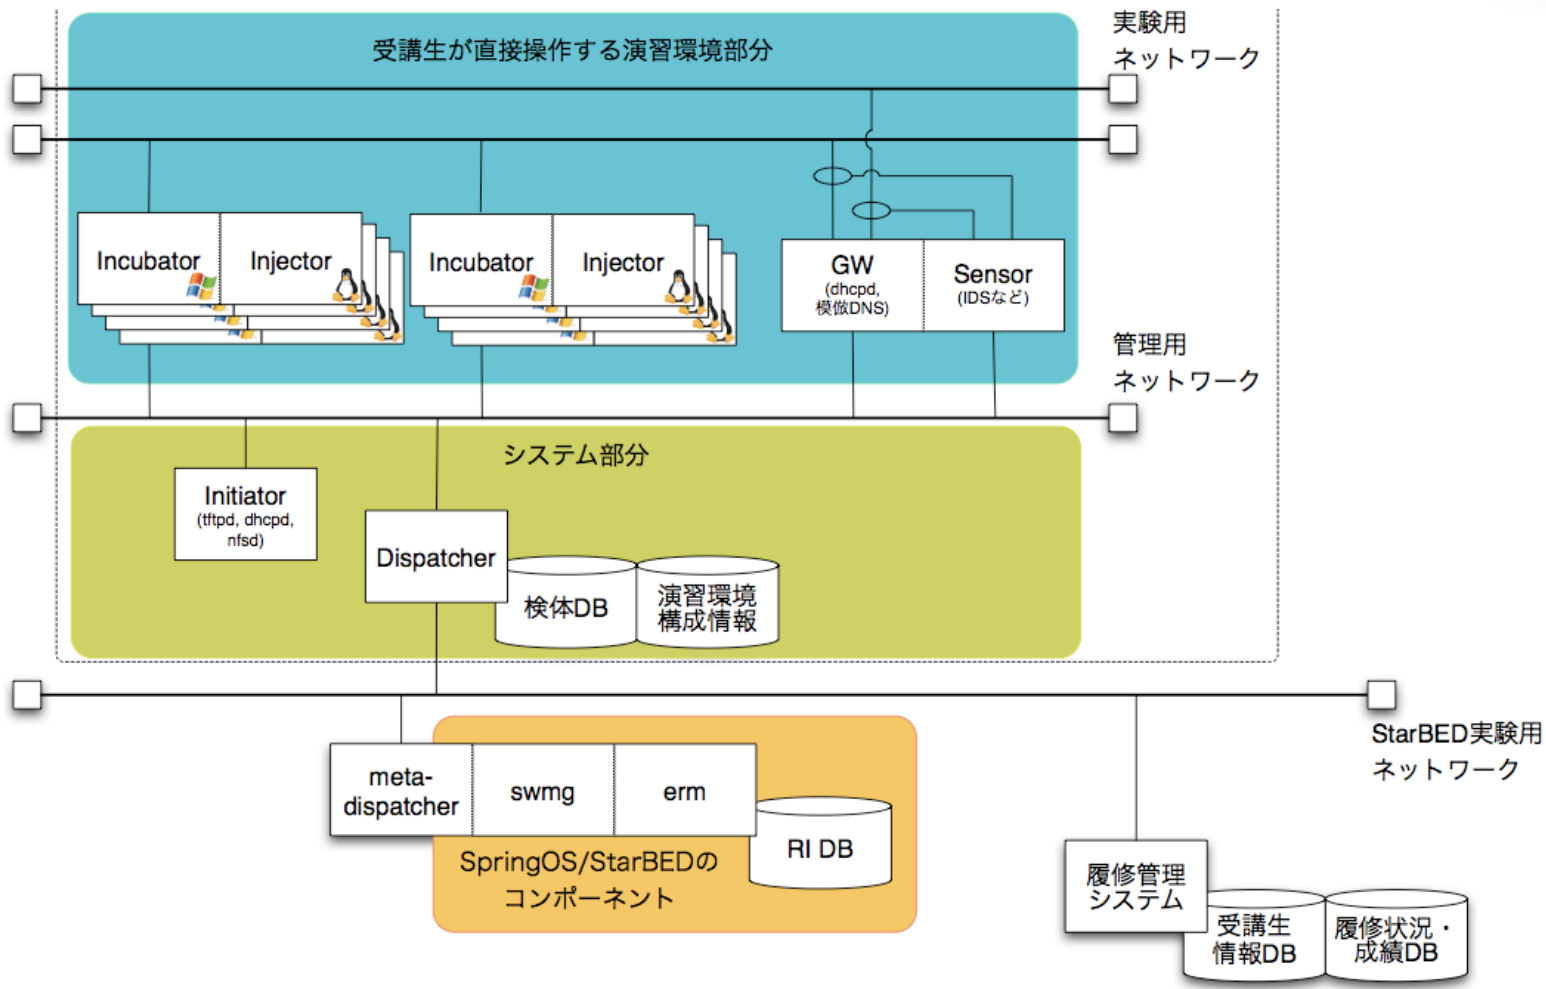 受講生が直接操作する演習環境部分
実験用
ネットワーク
Incubator
Injector
Incubator
Injector
GW
(dhcpd,
模倣DNS)
Sensor
(IDSなど)
管理用
ネットワーク
システム部分
Initiator
(tftpd, dhcpd,
nfsd)
Dispatcher
検体DB
演習環境
構成情報
StarBED実験用
ネットワーク
meta-
dispatcher
swmg
erm
RI DB
SpringOS/StarBEDの
コンポーネント
履修管理
システム
受講生
情報DB
履修状況・
成績DB